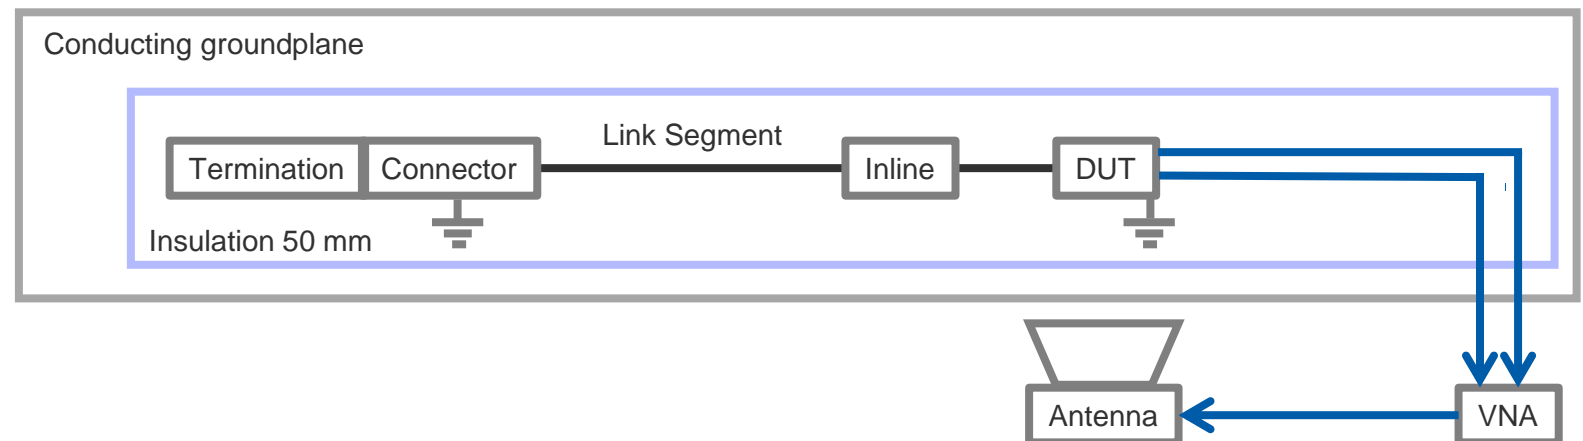 Conducting groundplane
Link Segment
Termination
Connector
Inline
DUT
Insulation 50 mm
Antenna
VNA